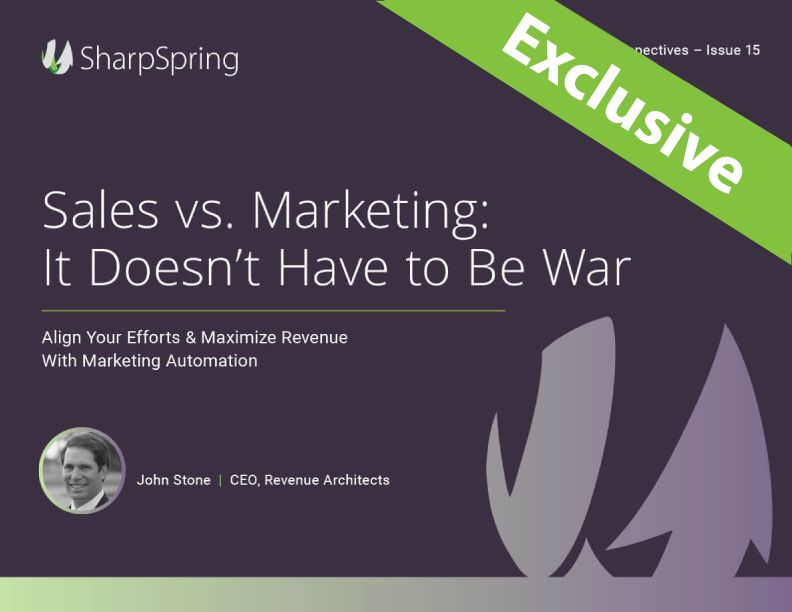 SharpSpring
– Issue 15
Exclusive
Sales vs. Marketing:
It Doesn't Have to Be War
Align Your Efforts & Maximize Revenue
With Marketing Automation
John Stone | CEO, Revenue Architects